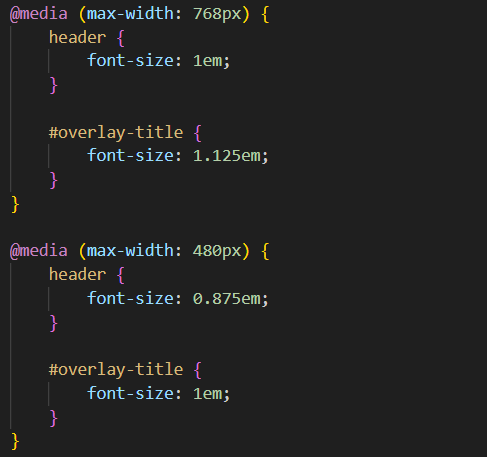 @media (max-width: 768px) {
    header {
        font-size: 1em;
    }

    #overlay-title {
        font-size: 1.125em;
    }
}

@media (max-width: 480px) {
    header {
        font-size: 0.875em;
    }

    #overlay-title {
        font-size: 1em;
    }
}